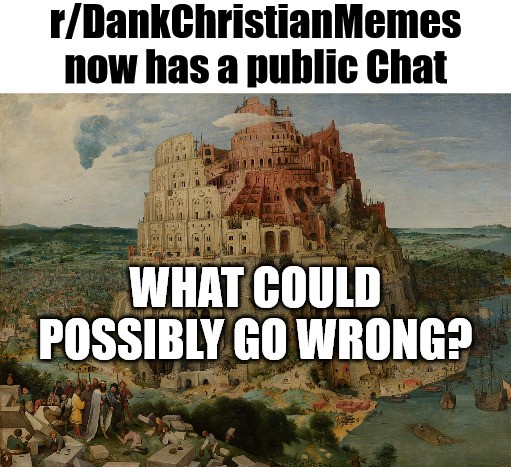 r/DankChristianMemes
now has a public Chat
WHAT COULD
POSSIBLY GO WRONG?